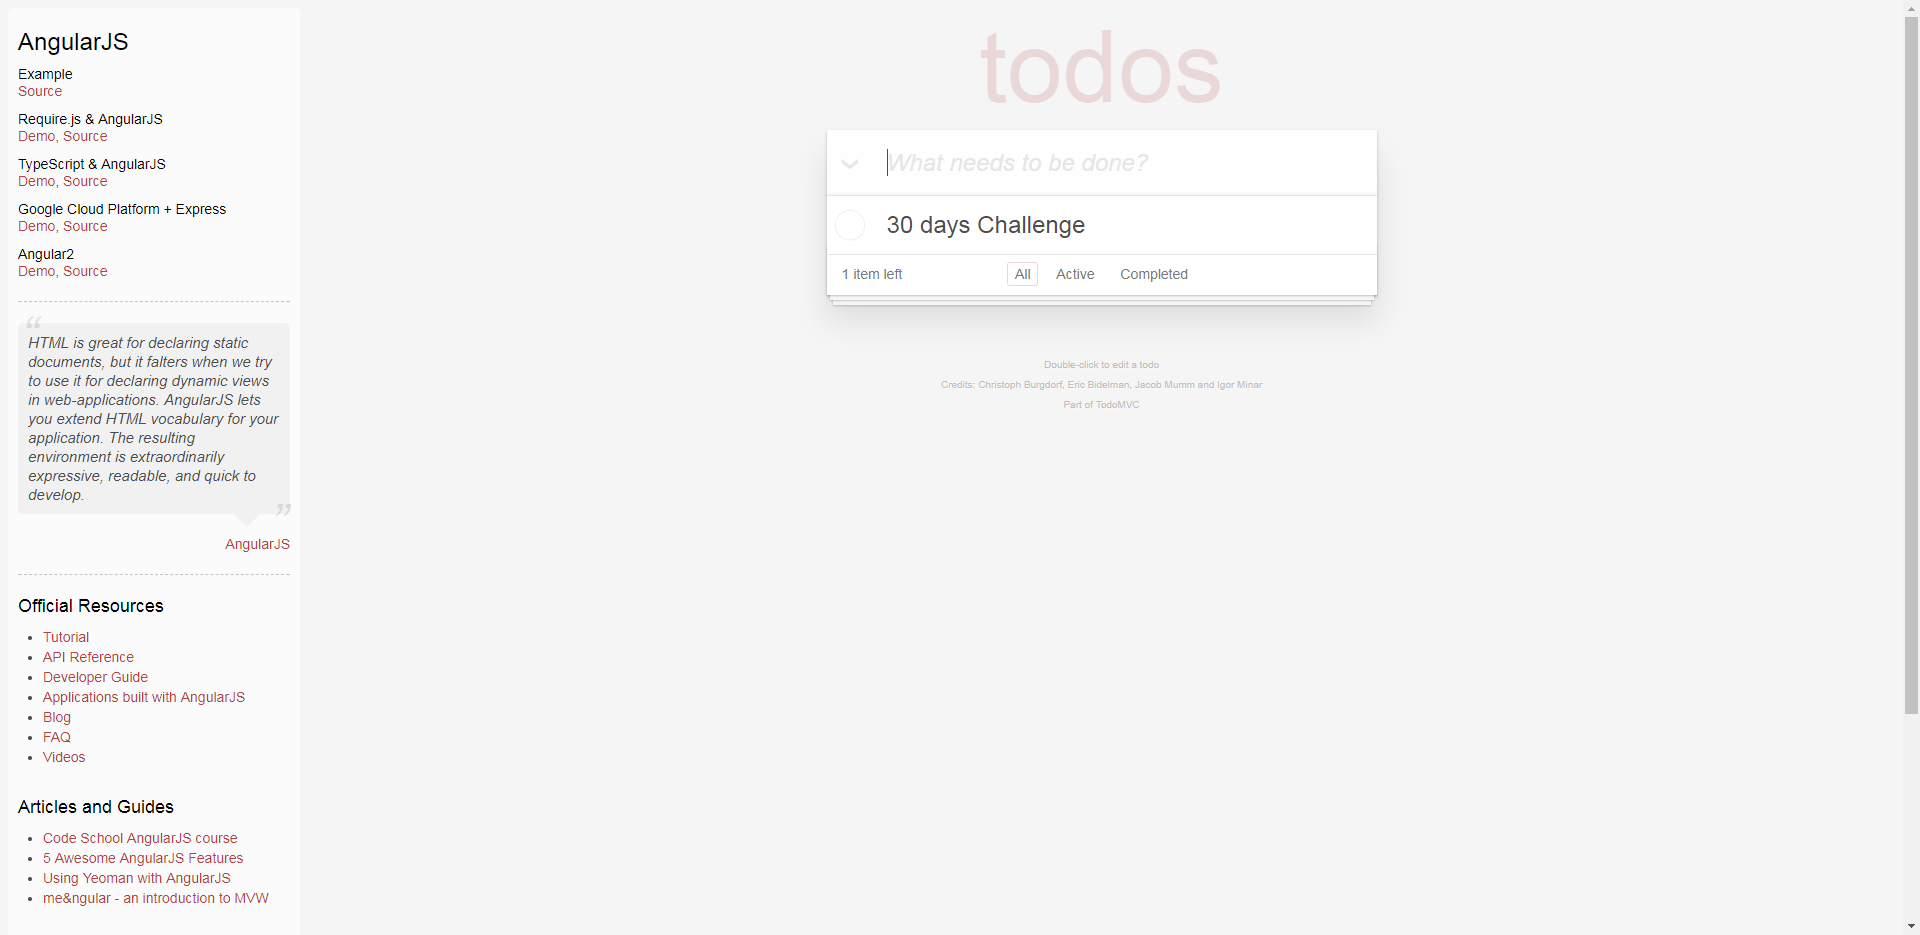 AngularJS
Example
Source
Require.js & AngularJS
Demo, Source
TypeScript & AngularJS
Demo, Source
Google Cloud Platform + Express
Demo, Source
Angular2
Demo, Source
“
HTML is great for declaring static
documents, but it falters when we try
to use it for declaring dynamic views
in web-applications. AngularJS lets
you extend HTML vocabulary for your
application. The resulting
environment is extraordinarily
expressive, readable, and quick to
develop.
”
AngularJS
Official Resources
• Tutorial
• API Reference
• Developer Guide
• Applications built with AngularJS
• Blog
• FAQ
• Videos
Articles and Guides
• Code School AngularJS course
• 5 Awesome AngularJS Features
• Using Yeoman with AngularJS
• me&ngular - an introduction to MVW
todos
What needs to be done?
30 days Challenge
1 item left All Active Completed
Double-click to edit a todo
Credits: Christoph Burgdorf, Eric Bidelman, Jacob Mumm and Igor Minar
Part of TodoMVC